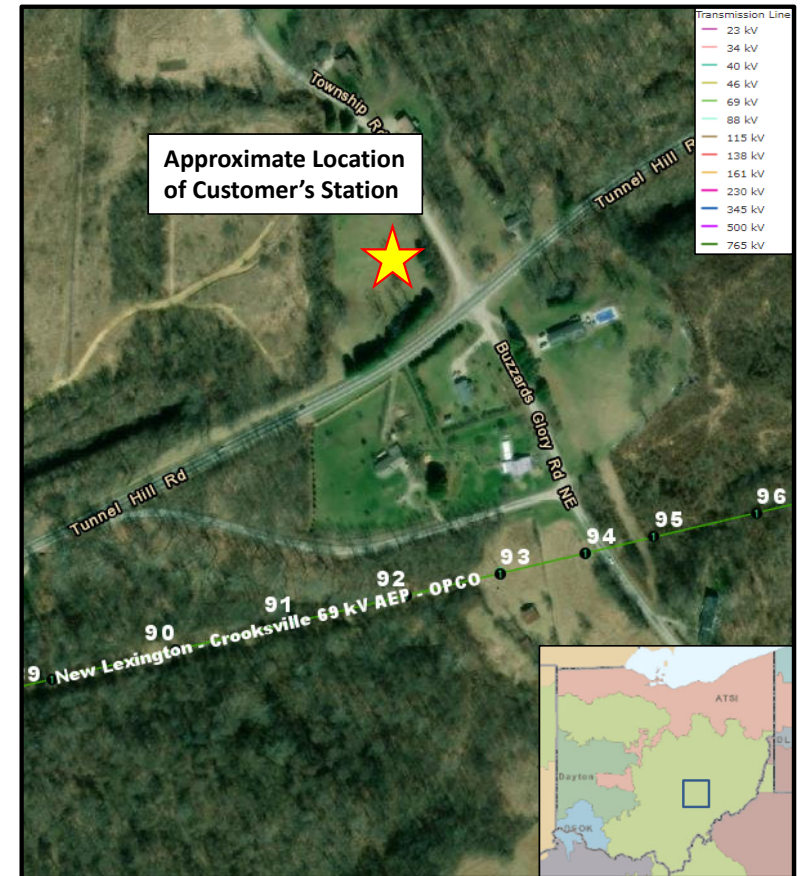 Transmission Line
23 kV
34 kV
40 kV
46 kV
69 kV
88 kV
115 kV
138 kV
161 kV
230 kV
345 kV
500 kV
765 kV
Township
Approximate Location
of Customer's Station
Tunnel Hill R
Buzzards Glory Rd NE
Tunnel Hill Rd
96
95
94
93
92
91
90
9
New Lexington - Crooksville 69 kV AEP - OPCO
ATSI
DL
Dayton